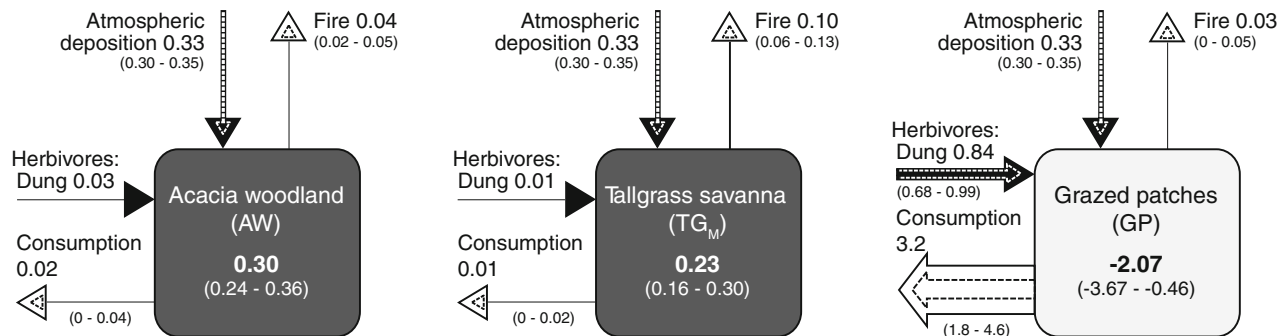 Atmospheric
deposition 0.33
(0.30 - 0.35)
Fire 0.04
(0.02 - 0.05)
Herbivores:
Dung 0.03
Consumption
0.02
(0 - 0.04)
Acacia woodland
(AW)
0.30
(0.24 - 0.36)
Atmospheric
deposition 0.33
(0.30 - 0.35)
Fire 0.10
(0.06 - 0.13)
Herbivores:
Dung 0.01
Consumption
0.01
(0 - 0.02)
Tallgrass savanna
(TG_M)
0.23
(0.16 - 0.30)
Atmospheric
deposition 0.33
(0.30 - 0.35)
Fire 0.03
(0 - 0.05)
Herbivores:
Dung 0.84
(0.68 - 0.99)
Consumption
3.2
(1.8 - 4.6)
Grazed patches
(GP)
-2.07
(-3.67 - -0.46)